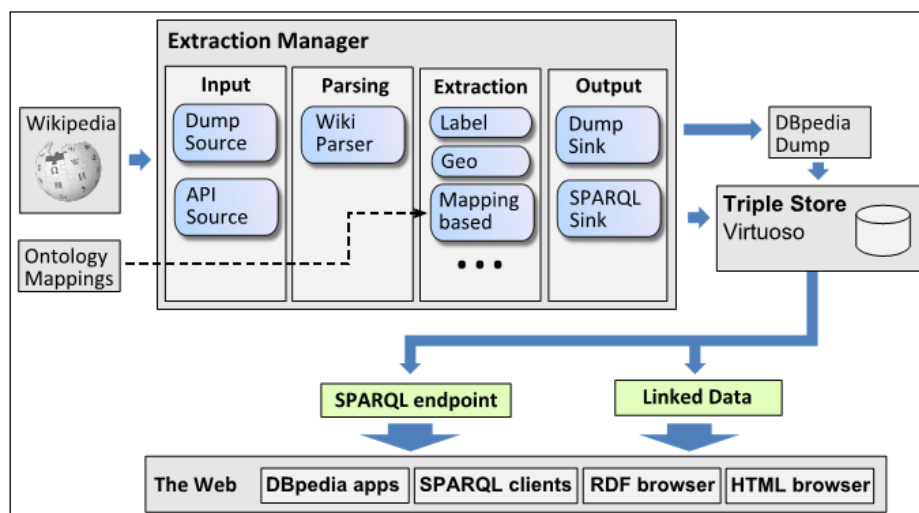 Extraction Manager
Input
Parsing
Extraction
Output
Wikipedia
Dump
Source
API
Source
Wiki
Parser
Label
Geo
Mapping
based
• • •
Dump
Sink
SPARQL
Sink
DBpedia
Dump
Triple Store
Virtuoso
Ontology
Mappings
SPARQL endpoint
Linked Data
The Web
DBpedia apps
SPARQL clients
RDF browser
HTML browser